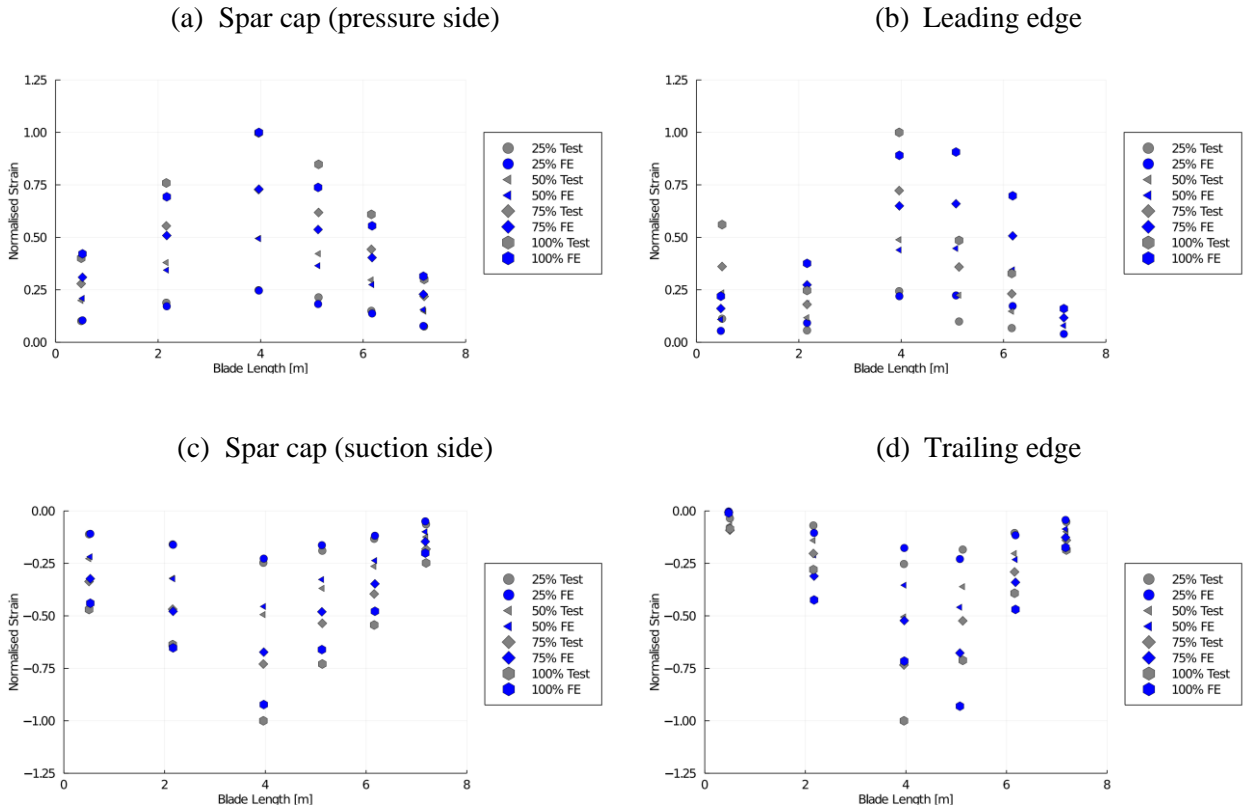 (a) Spar cap (pressure side)
1.25
1.00
0.75
0.50
0.25
0.00
Normalised Strain
0 2 4 6 8
Blade Length [m]
25% Test
25% FE
50% Test
50% FE
75% Test
75% FE
100% Test
100% FE
(b) Leading edge
1.25
1.00
0.75
0.50
0.25
0.00
Normalised Strain
0 2 4 6 8
Blade Length [m]
25% Test
25% FE
50% Test
50% FE
75% Test
75% FE
100% Test
100% FE
(c) Spar cap (suction side)
0.00
−0.25
−0.50
−0.75
−1.00
−1.25
Normalised Strain
0 2 4 6 8
Blade Length [m]
25% Test
25% FE
50% Test
50% FE
75% Test
75% FE
100% Test
100% FE
(d) Trailing edge
0.00
−0.25
−0.50
−0.75
−1.00
−1.25
Normalised Strain
0 2 4 6 8
Blade Length [m]
25% Test
25% FE
50% Test
50% FE
75% Test
75% FE
100% Test
100% FE